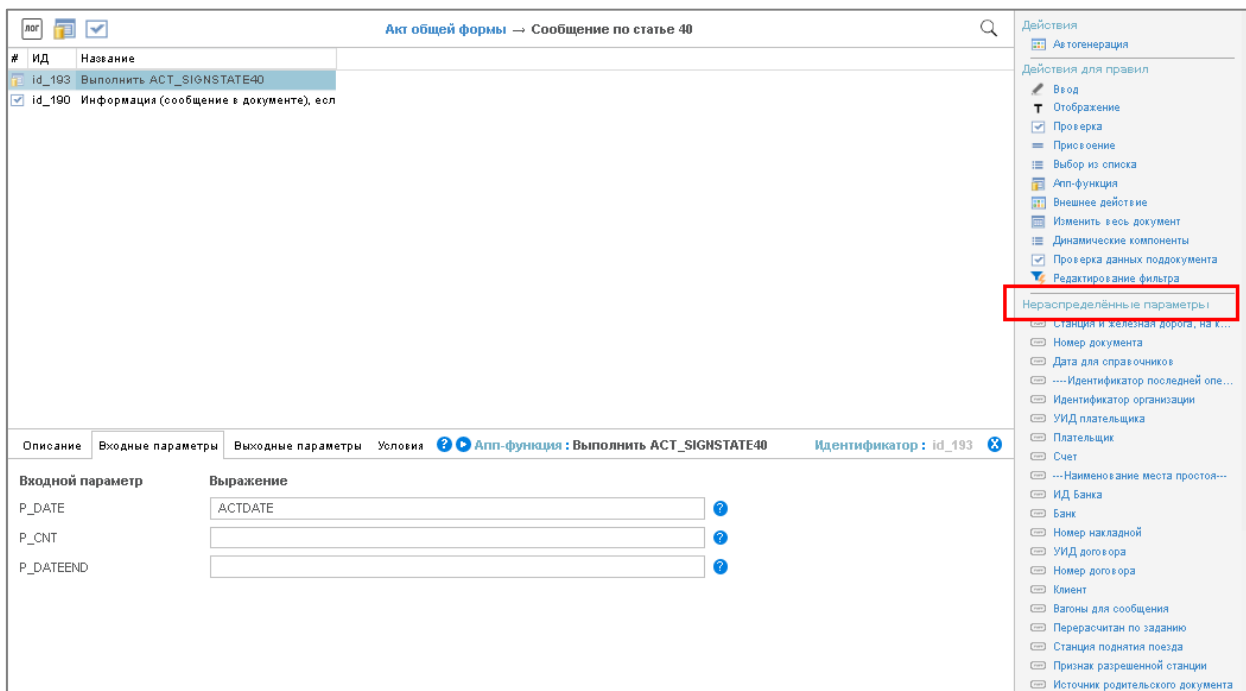 лог
Акт общей формы → Сообщение по статье 40
# ИД Название
id_193 Выполнить ACT_SIGNSTATE40
id_190 Информация (сообщение в документе), есл
Описание Входные параметры Выходные параметры Условия Апп-функция : Выполнить ACT_SIGNSTATE40 Идентификатор : id_193
Входной параметр Выражение
P_DATE ACTDATE
P_CNT
P_DATEEND
Действия
Автогенерация
Действия для правил
Ввод
Отображение
Проверка
Присвоение
Выбор из списка
Апп-функция
Внешнее действие
Изменить весь документ
Динамические компоненты
Проверка данных поддокумента
Редактирование фильтра
Нераспределённые параметры
Станция и железная дорога, на к...
Номер документа
Дата для справочников
----Идентификатор последней опе...
Идентификатор организации
УИД плательщика
Плательщик
Счет
---Наименование места простоя---
ИД Банка
Банк
Номер накладной
УИД договора
Номер договора
Клиент
Вагоны для сообщения
Перерасчитан по заданию
Станция поднятия поезда
Признак разрешенной станции
Источник родительского документа